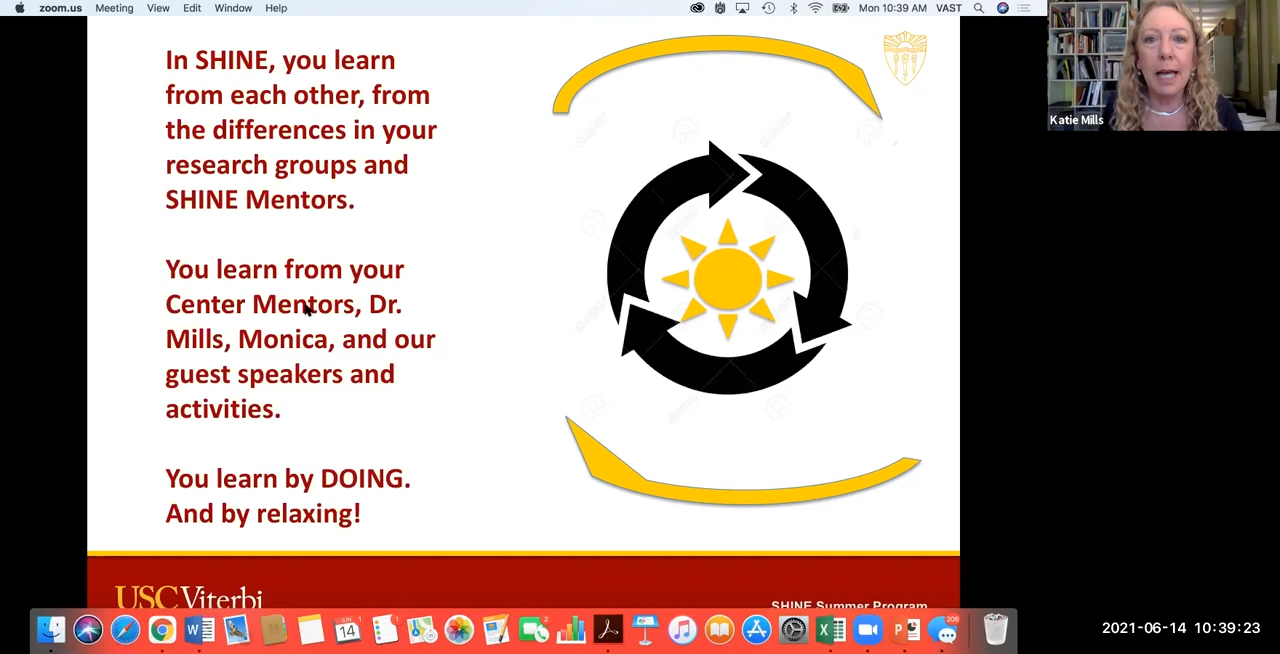 zoom.us Meeting View Edit Window Help
Mon 10:39 AM VAST
In SHINE, you learn
from each other, from
the differences in your
research groups and
SHINE Mentors.
You learn from your
Center Mentors, Dr.
Mills, Monica, and our
guest speakers and
activities.
You learn by DOING.
And by relaxing!
Katie Mills
USC Viterbi
SHINE Summer Program
14
206
2021-06-14 10:39:23